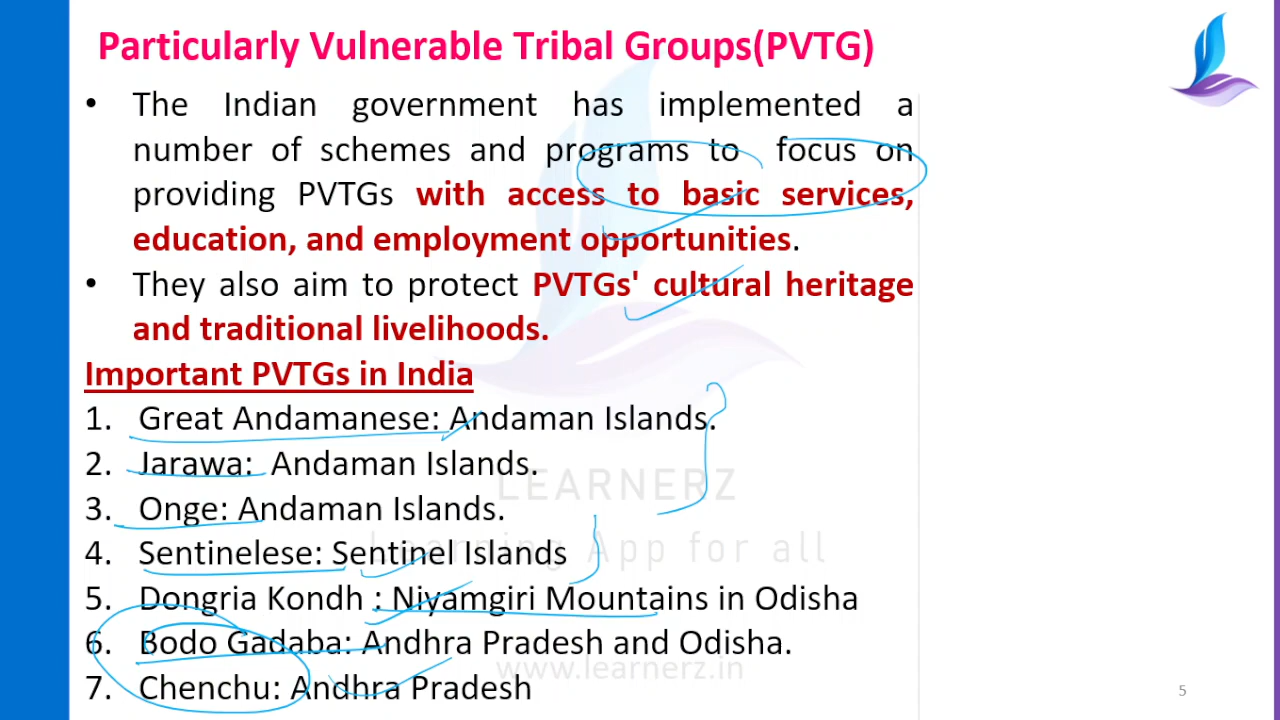 Particularly Vulnerable Tribal Groups(PVTG)
• The Indian government has implemented a
number of schemes and programs to focus on
providing PVTGs with access to basic services,
education, and employment opportunities.
• They also aim to protect PVTGs' cultural heritage
and traditional livelihoods.
Important PVTGs in India
1. Great Andamanese: Andaman Islands.
2. Jarawa: Andaman Islands.
LEARNERZ
3. Onge: Andaman Islands.
Learning App for all
4. Sentinelese: Sentinel Islands
5. Dongria Kondh : Niyamgiri Mountains in Odisha
6. Bodo Gadaba: Andhra Pradesh and Odisha.
www.learnerz.in
7. Chenchu: Andhra Pradesh
5